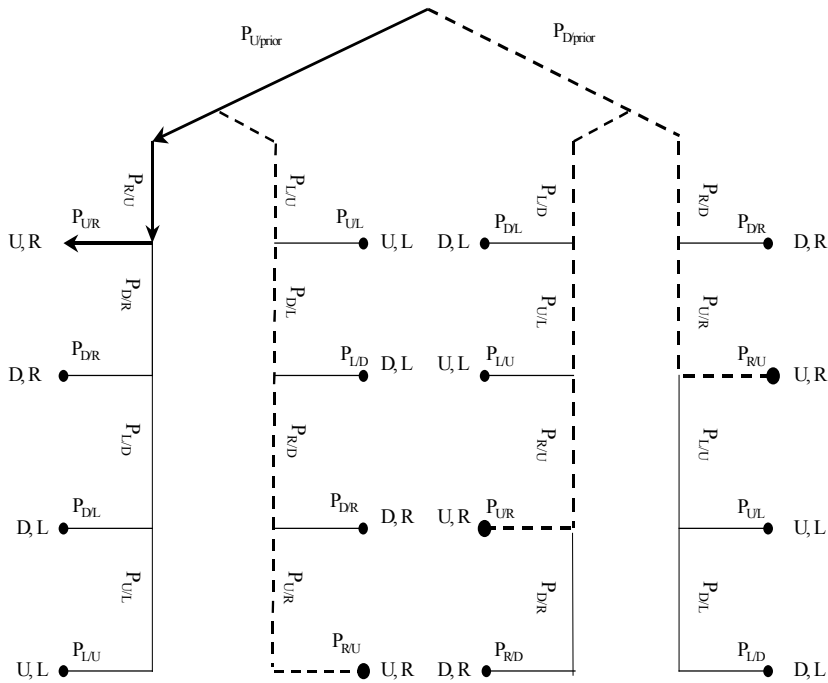 P_U/prior P_D/prior
P_R/U P_L/U P_L/D P_R/D
P_U/R P_U/L P_D/L P_D/R
U, R U, L D, L D, R
P_D/R P_D/L P_U/L P_U/R
P_D/R P_L/D P_L/U P_R/U
D, R D, L U, L U, R
P_L/D P_R/D P_R/U P_L/U
P_D/L P_D/R P_U/R P_U/L
D, L D, R U, R U, L
P_U/L P_U/R P_D/R P_D/L
P_L/U P_R/U P_R/D P_L/D
U, L U, R D, R D, L